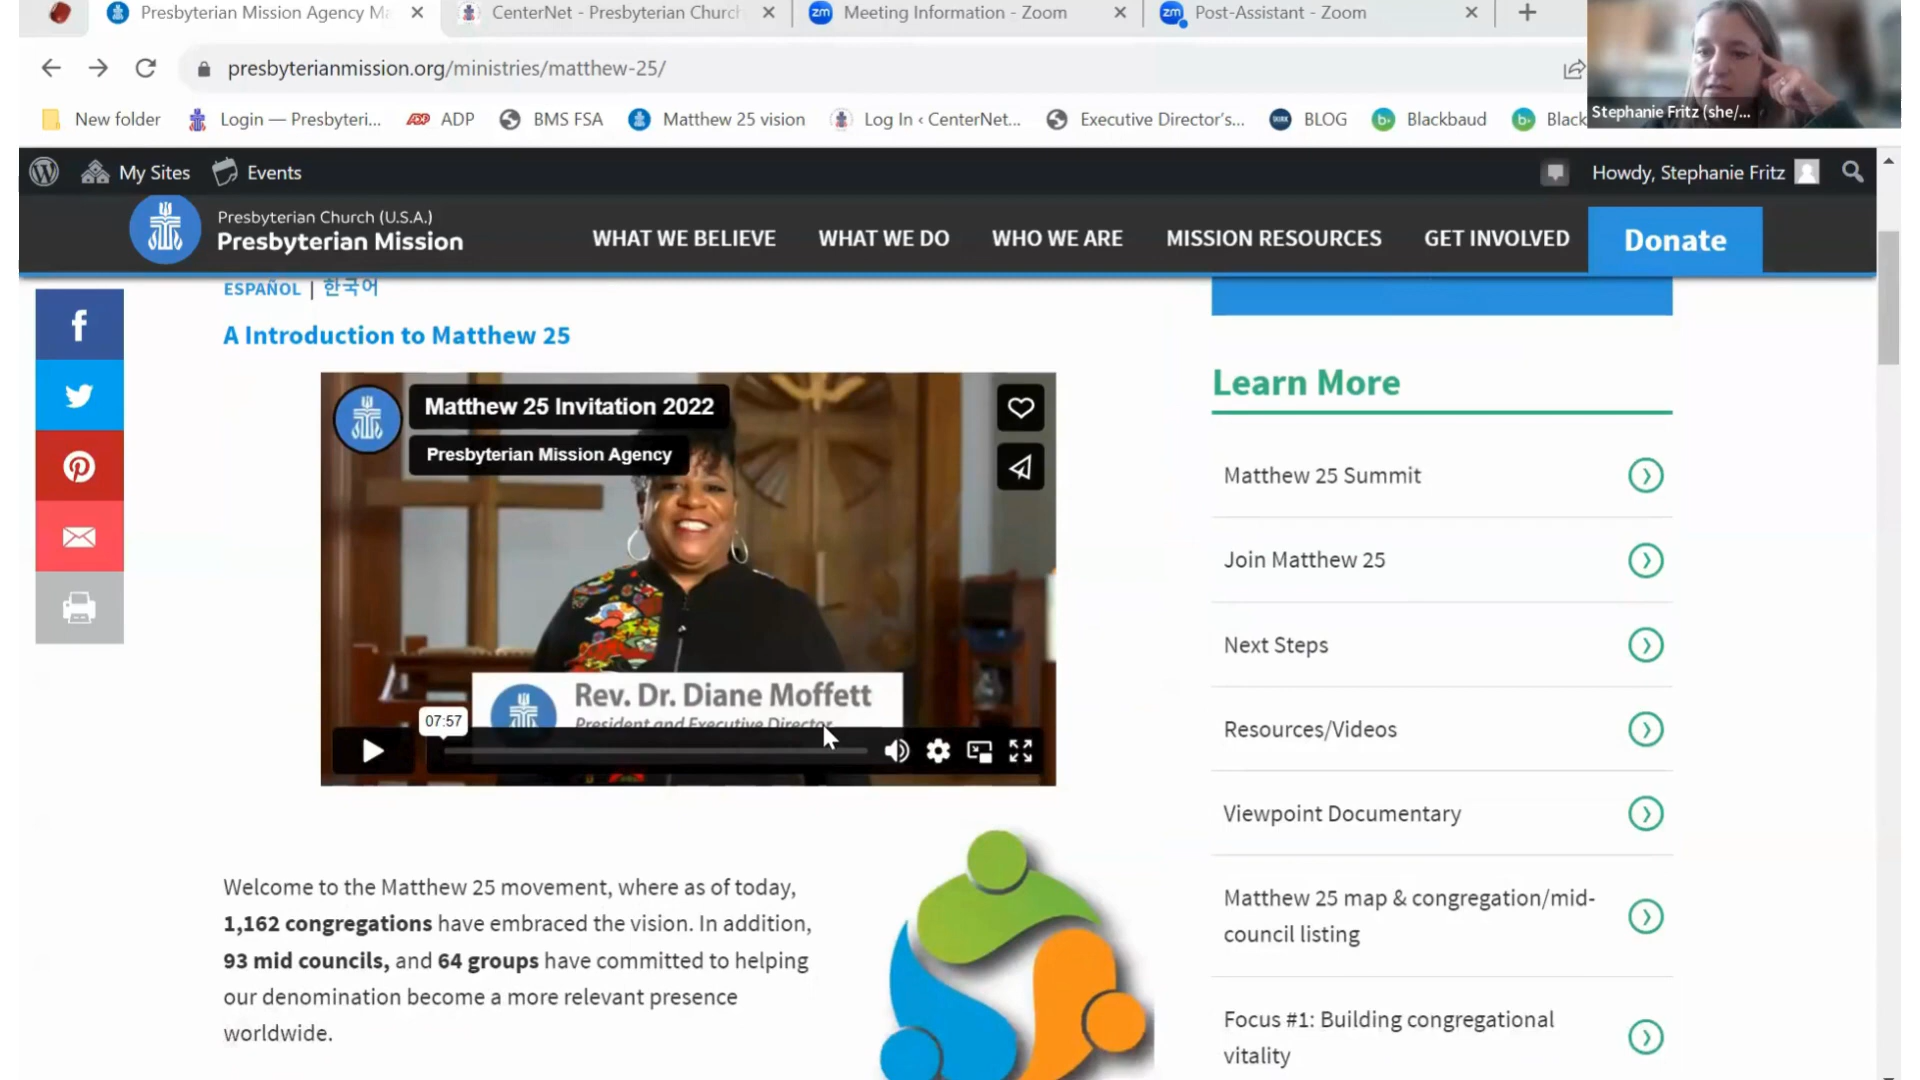 Presbyterian Mission Agency Ma
CenterNet - Presbyterian Church
zm Meeting Information - Zoom
zm Post-Assistant - Zoom
presbyterianmission.org/ministries/matthew-25/
New folder
Login — Presbyteri...
ADP
BMS FSA
Matthew 25 vision
Log In ‹ CenterNet...
Executive Director's...
BLOG
b Blackbaud
b Black
Stephanie Fritz (she/...
My Sites
Events
Howdy, Stephanie Fritz
Presbyterian Church (U.S.A.)
Presbyterian Mission
WHAT WE BELIEVE
WHAT WE DO
WHO WE ARE
MISSION RESOURCES
GET INVOLVED
Donate
ESPAÑOL | 한국어
A Introduction to Matthew 25
Matthew 25 Invitation 2022
Presbyterian Mission Agency
Rev. Dr. Diane Moffett
President and Executive Director
07:57
Welcome to the Matthew 25 movement, where as of today,
1,162 congregations have embraced the vision. In addition,
93 mid councils, and 64 groups have committed to helping
our denomination become a more relevant presence
worldwide.
Learn More
Matthew 25 Summit
Join Matthew 25
Next Steps
Resources/Videos
Viewpoint Documentary
Matthew 25 map & congregation/mid-
council listing
Focus #1: Building congregational
vitality